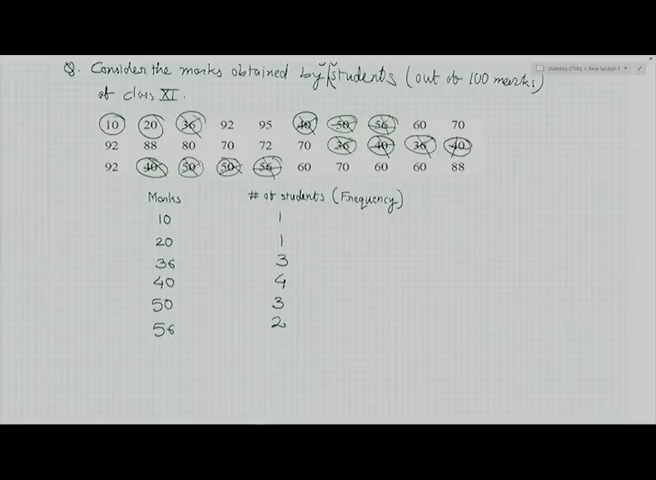 Q. Consider the marks obtained by students (out of 100 marks)
of class XI.
10 20 36 92 95 40 50 56 60 70
92 88 80 70 72 70 36 40 36 40
92 40 50 50 56 60 70 60 60 88
Marks # of students (Frequency)
10 1
20 1
36 3
40 4
50 3
56 2